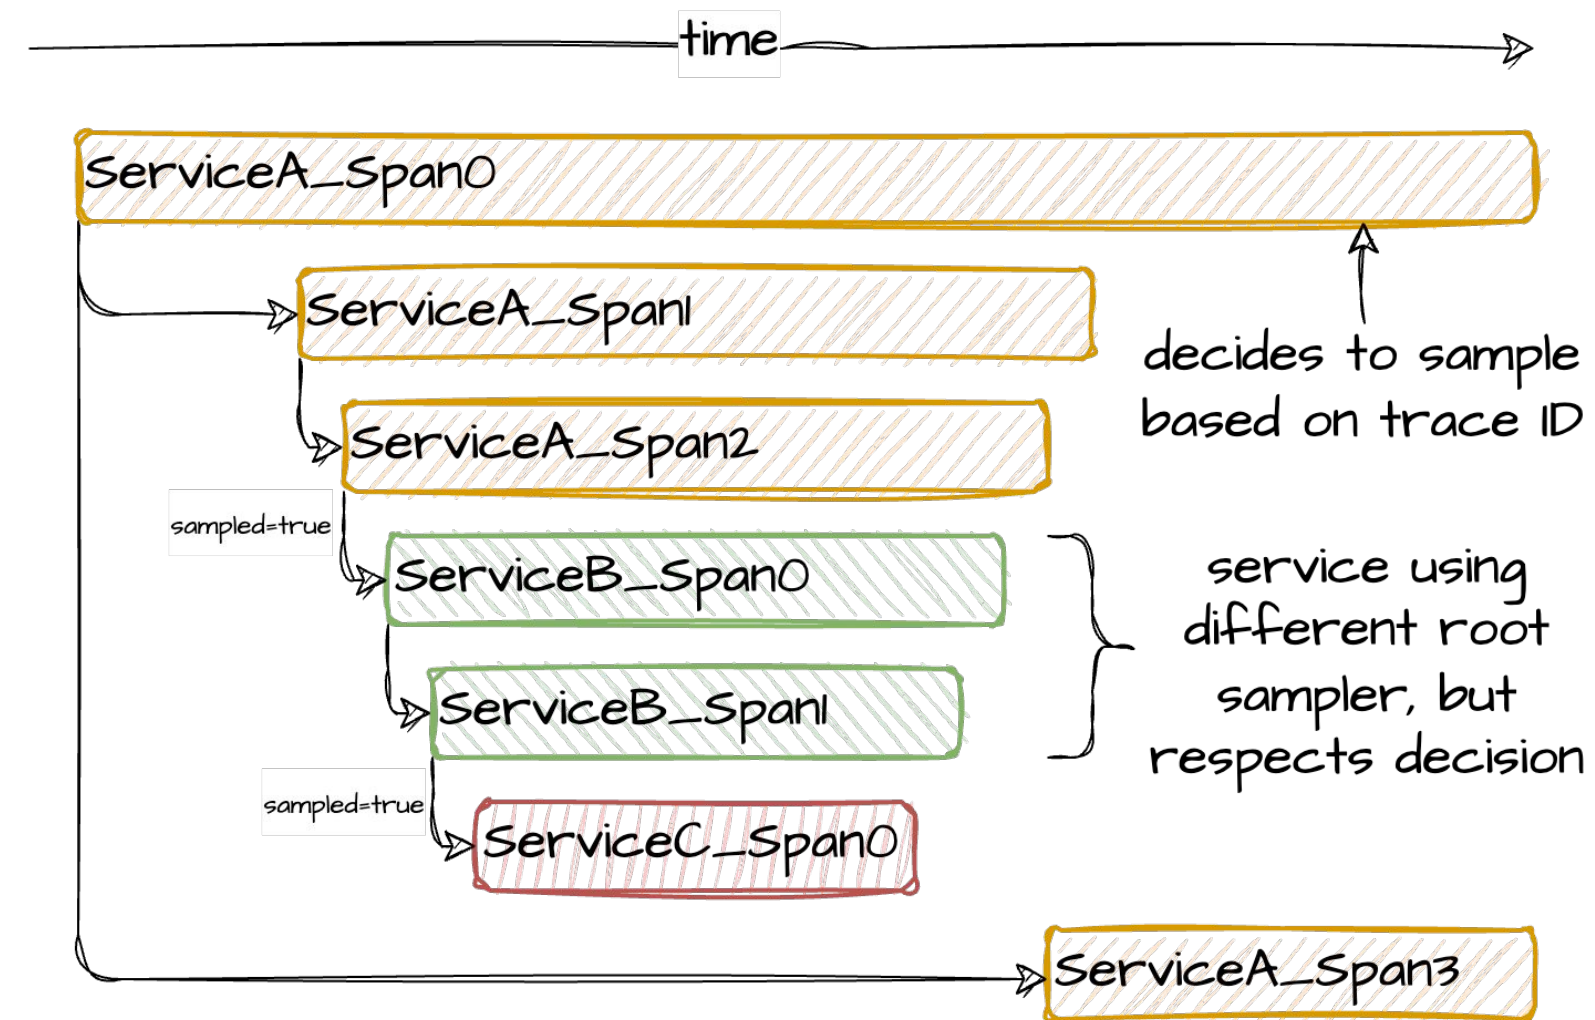 time
ServiceA_Span0
ServiceA_Span1
decides to sample
based on trace ID
ServiceA_Span2
sampled=true
ServiceB_Span0
service using
different root
sampler, but
respects decision
ServiceB_Span1
sampled=true
ServiceC_Span0
ServiceA_Span3